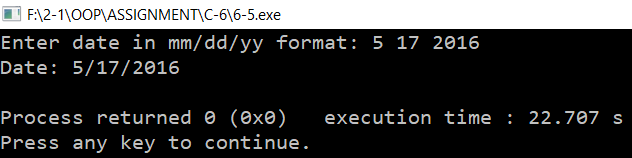 F:\2-1\OOP\ASSIGNMENT\C-6\6-5.exe
Enter date in mm/dd/yy format: 5 17 2016
Date: 5/17/2016
Process returned 0 (0x0)   execution time : 22.707 s
Press any key to continue.